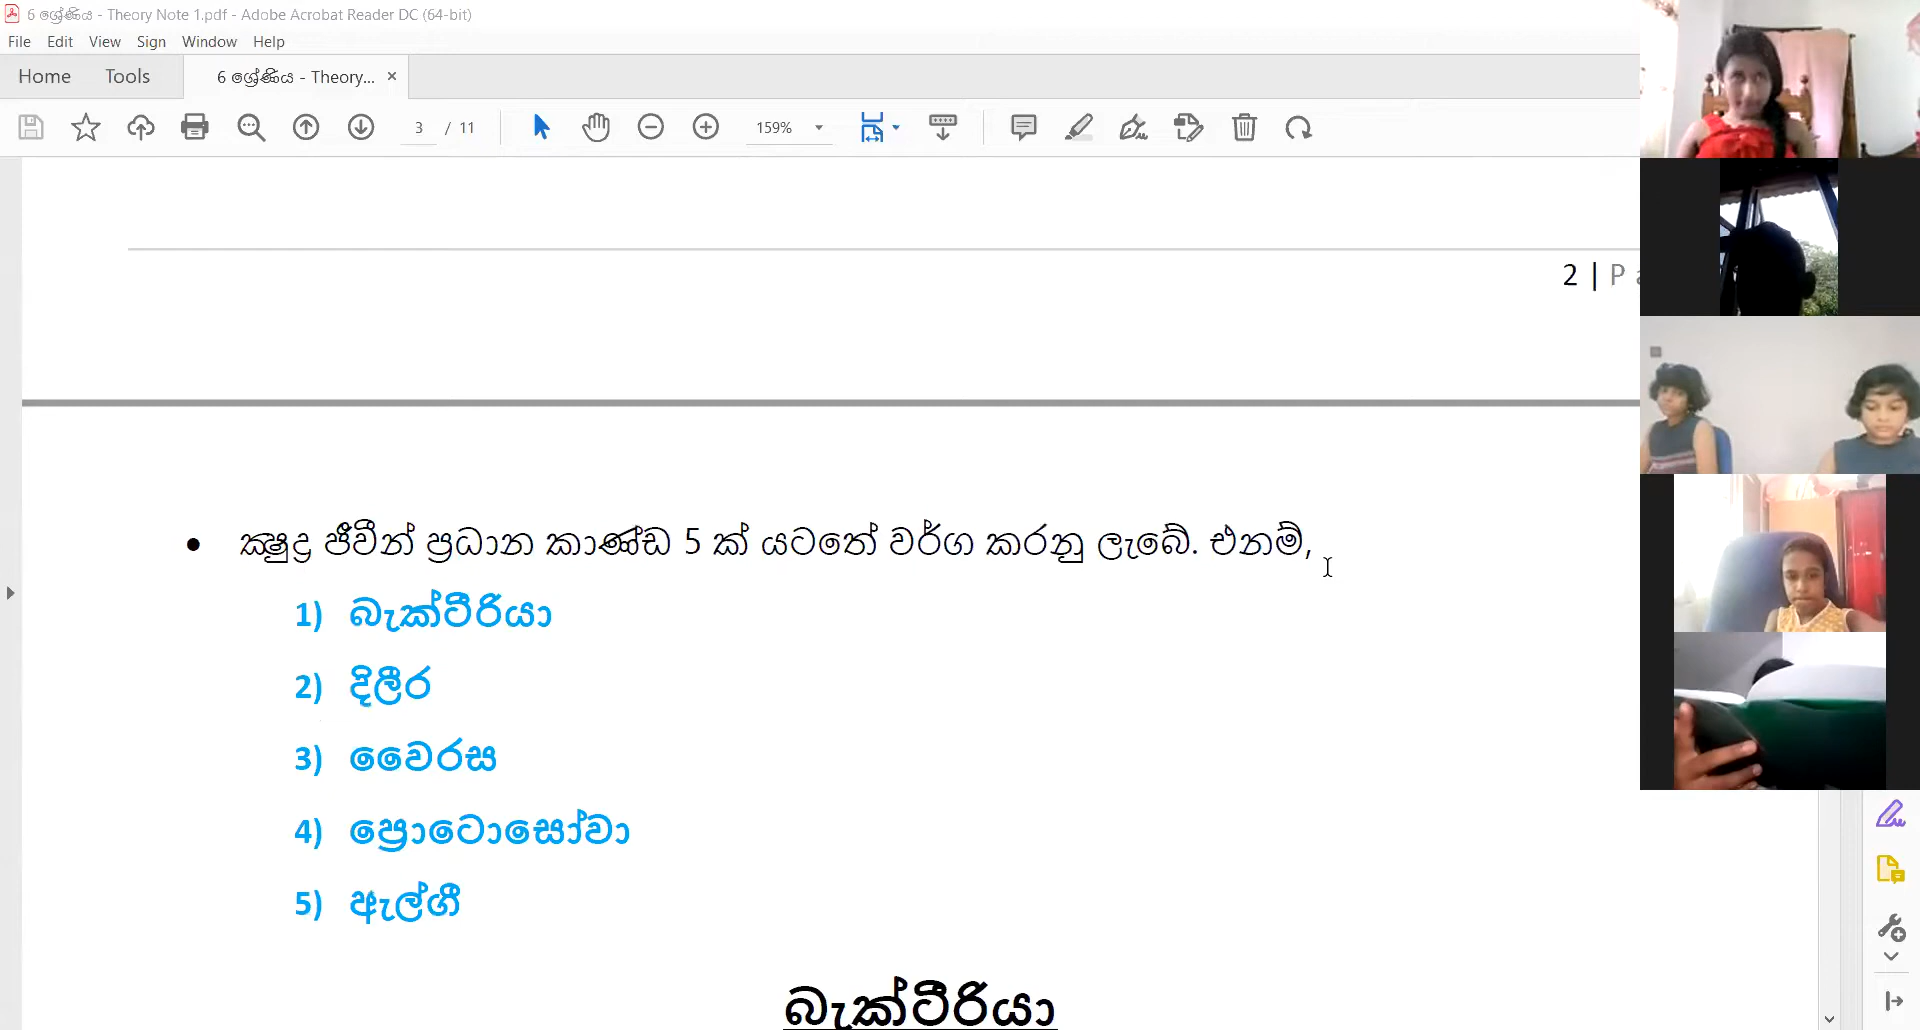 6 ශ්‍රේණිය - Theory Note 1.pdf - Adobe Acrobat Reader DC (64-bit)
File Edit View Sign Window Help
Home Tools 6 ශ්‍රේණිය - Theory... ×
3 / 11 159%
2 | P a
• ක්‍ෂුද්‍ර ජීවීන් ප්‍රධාන කාණ්ඩ 5 ක් යටතේ වර්ග කරනු ලැබේ. එනම්,
1) බැක්ටීරියා
2) දිලීර
3) වෛරස
4) ප්‍රොටොසෝවා
5) ඇල්ගී
බැක්ටීරියා